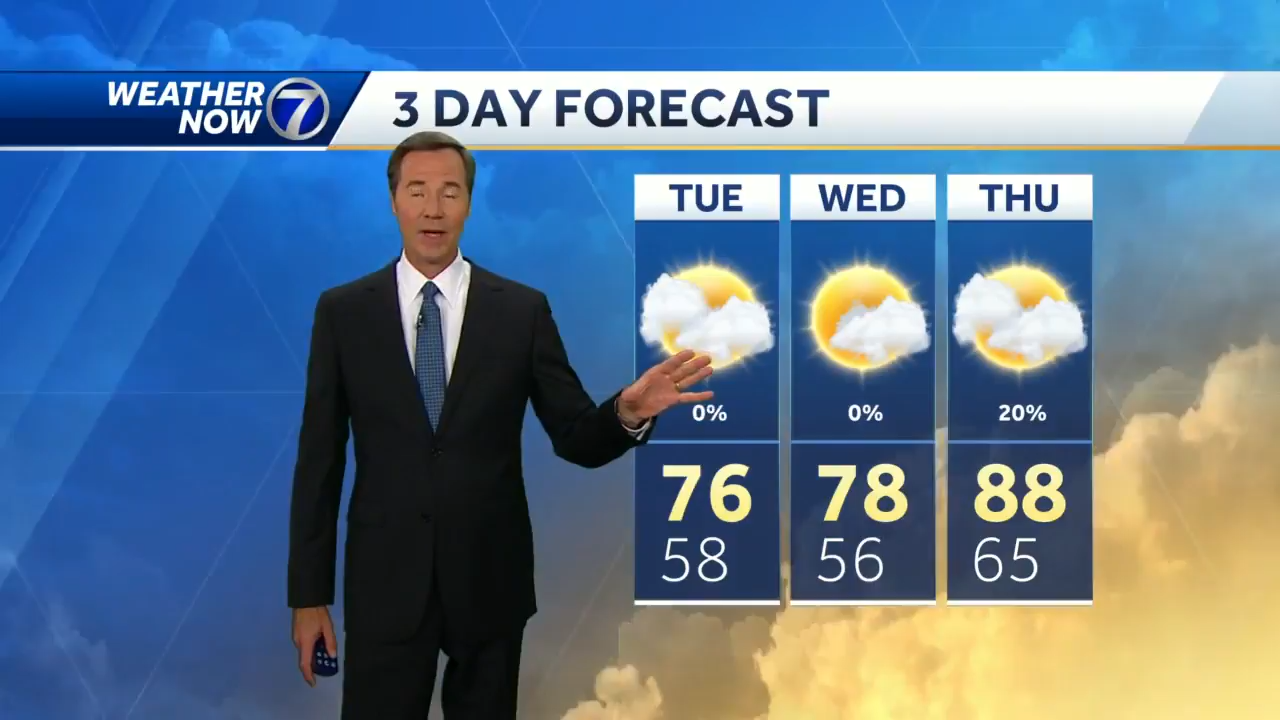 WEATHER
NOW 7
3 DAY FORECAST
TUE WED THU
0% 0% 20%
76 78 88
58 56 65